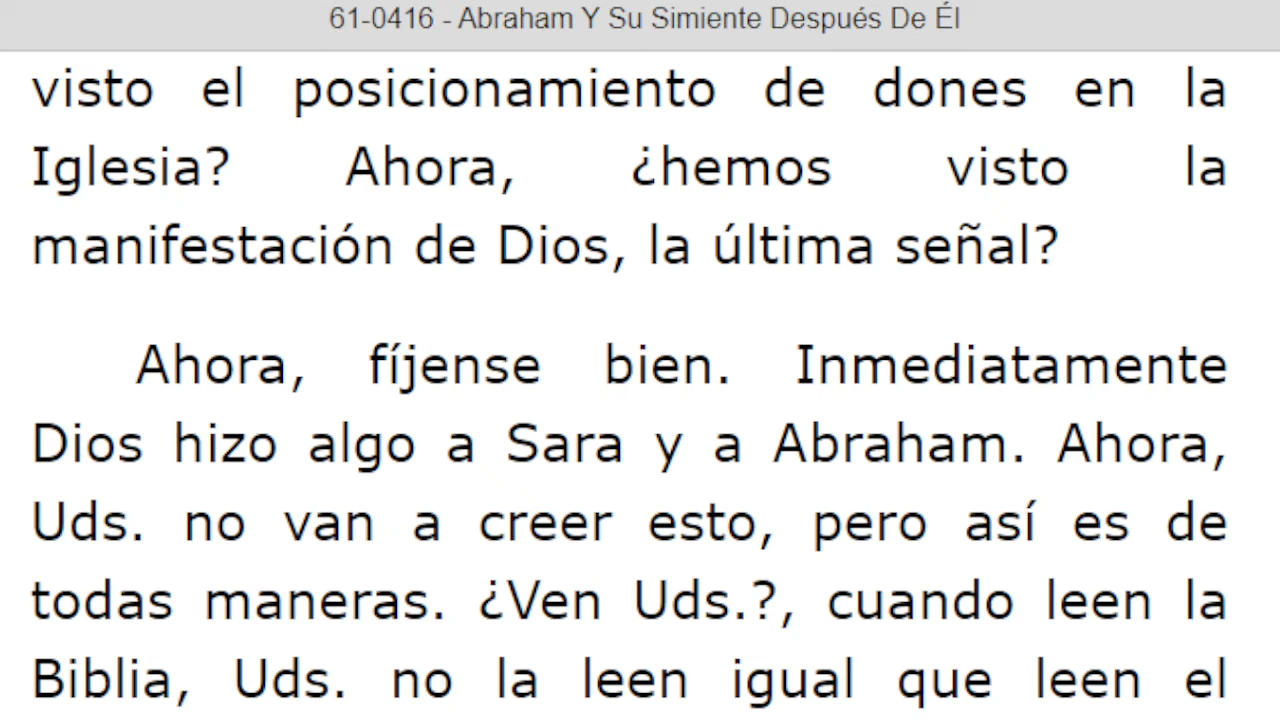 61-0416 - Abraham Y Su Simiente Después De Él
visto el posicionamiento de dones en la
Iglesia? Ahora, ¿hemos visto la
manifestación de Dios, la última señal?
Ahora, fíjense bien. Inmediatamente
Dios hizo algo a Sara y a Abraham. Ahora,
Uds. no van a creer esto, pero así es de
todas maneras. ¿Ven Uds.?, cuando leen la
Biblia, Uds. no la leen igual que leen el